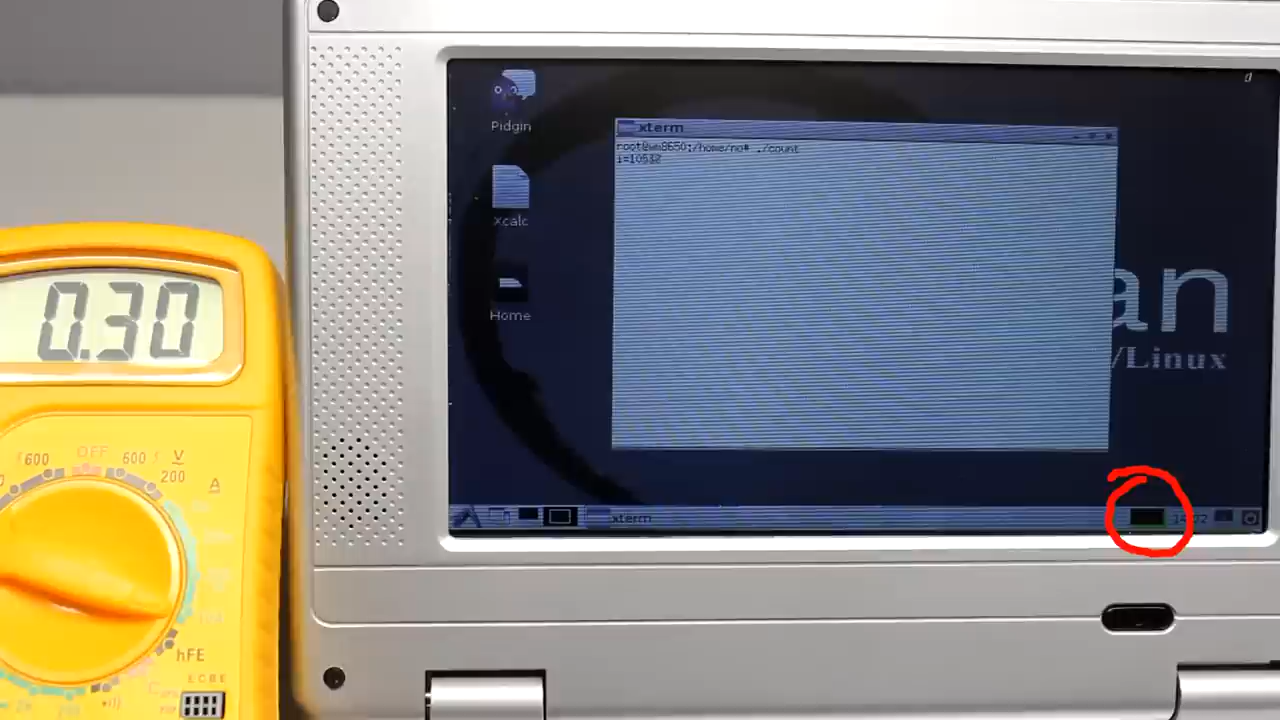 Pidgin
xterm
root@wm8650:/home/no# ./count
i=10532
Xcalc
an
/Linux
Home
0.30
xterm
600
OFF
600
V
200
A
hFE
E C B E